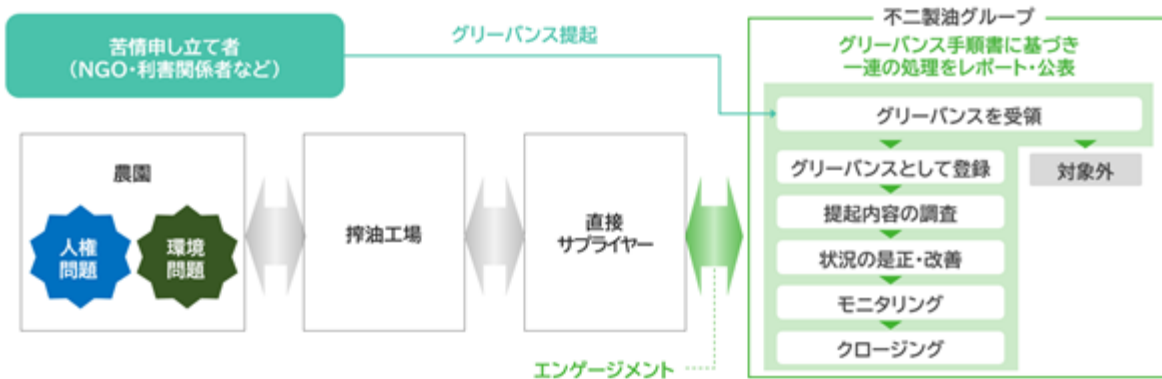 苦情申し立て者
（NGO・利害関係者など）
グリーバンス提起
不二製油グループ
グリーバンス手順書に基づき
一連の処理をレポート・公表
グリーバンスを受領
グリーバンスとして登録
対象外
提起内容の調査
状況の是正・改善
モニタリング
クロージング
農園
人権
問題
環境
問題
搾油工場
直接
サプライヤー
エンゲージメント